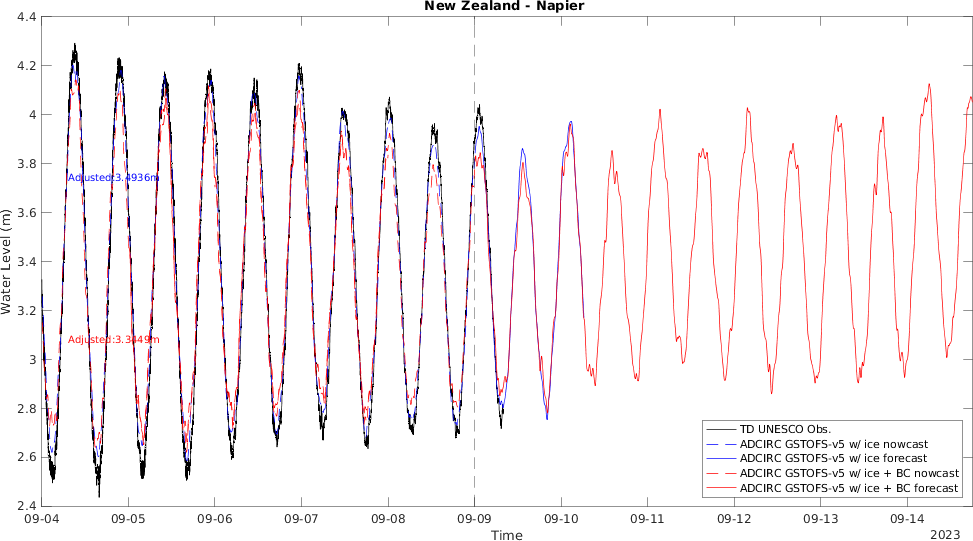 New Zealand - Napier
4.4
4.2
4
3.8
3.6
3.4
3.2
3
2.8
2.6
2.4
Water Level (m)
Adjusted:3.4936m
Adjusted:3.3449m
TD UNESCO Obs.
ADCIRC GSTOFS-v5 w/ ice nowcast
ADCIRC GSTOFS-v5 w/ ice forecast
ADCIRC GSTOFS-v5 w/ ice + BC nowcast
ADCIRC GSTOFS-v5 w/ ice + BC forecast
09-04 09-05 09-06 09-07 09-08 09-09 09-10 09-11 09-12 09-13 09-14
Time
2023